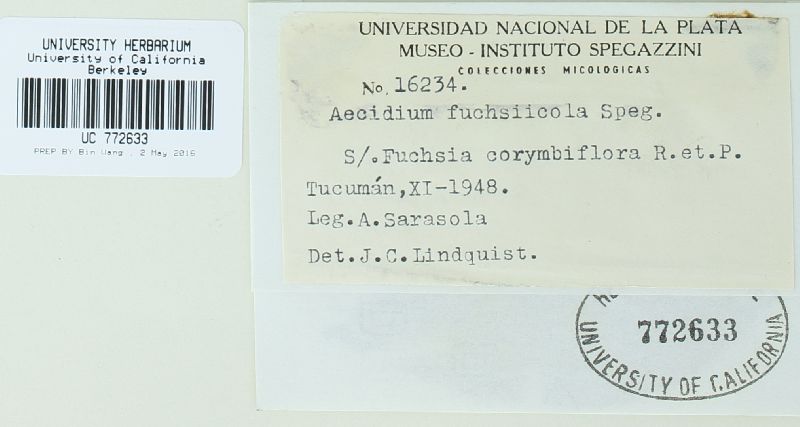 UNIVERSITY HERBARIUM
University of California
Berkeley
UC 772633
PREP BY Bin Wang , 2 May 2016
UNIVERSIDAD NACIONAL DE LA PLATA
MUSEO - INSTITUTO SPEGAZZINI
COLECCIONES MICOLOGICAS
No. 16234.
Aecidium fuchsiicola Speg.
S/.Fuchsia corymbiflora R.et.P.
Tucumán,XI-1948.
Leg.A.Sarasola
Det.J.C.Lindquist.
772633
UNIVERSITY OF CALIFORNIA